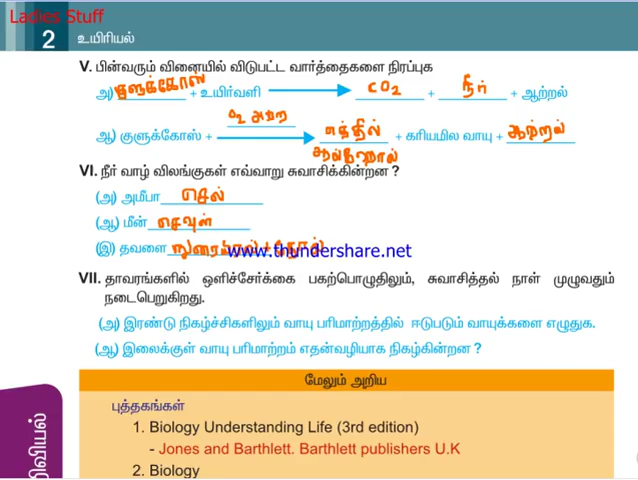 Ladies Stuff
2 உயிரியல்
V. பின்வரும் வினையில் விடுபட்ட வார்த்தைகளை நிரப்புக
அ) குளுக்கோஸ் + உயிர்வளி CO2 + நீர் + ஆற்றல்
O2 அற்ற
ஆ) குளுக்கோஸ் + எத்தில் + கரியமில வாயு + ஆற்றல்
ஆல்கஹால்
VI. நீர் வாழ் விலங்குகள் எவ்வாறு சுவாசிக்கின்றன ?
(அ) அமீபா செல்
(ஆ) மீன் செவுள்
(இ) தவளை நுரையீரல் + தோல்
www.thundershare.net
VII. தாவரங்களில் ஒளிச்சேர்க்கை பகற்பொழுதிலும், சுவாசித்தல் நாள் முழுவதும்
நடைபெறுகிறது.
(அ) இரண்டு நிகழ்ச்சிகளிலும் வாயு பரிமாற்றத்தில் ஈடுபடும் வாயுக்களை எழுதுக.
(ஆ) இலைக்குள் வாயு பரிமாற்றம் எதன்வழியாக நிகழ்கின்றன ?
மேலும் அறிய
புத்தகங்கள்
1. Biology Understanding Life (3rd edition)
- Jones and Barthlett. Barthlett publishers U.K
2. Biology